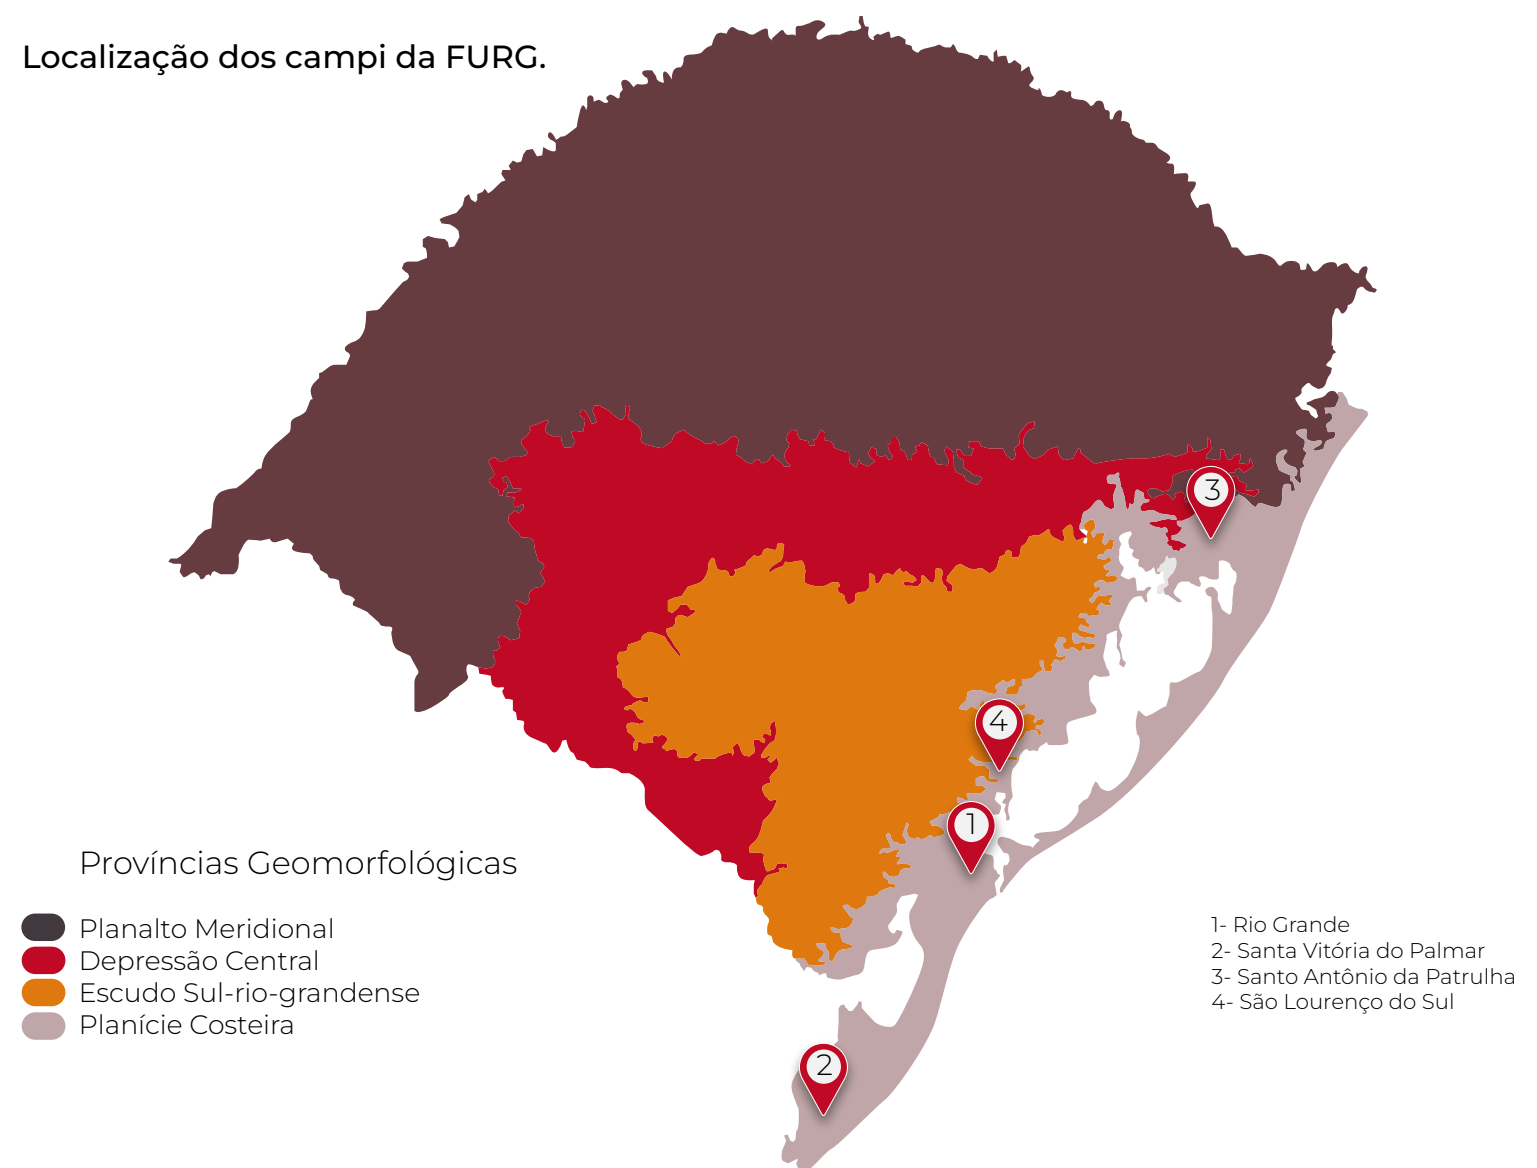 Localização dos campi da FURG.
3
4
1
2
Províncias Geomorfológicas
Planalto Meridional
Depressão Central
Escudo Sul-rio-grandense
Planície Costeira
1- Rio Grande
2- Santa Vitória do Palmar
3- Santo Antônio da Patrulha
4- São Lourenço do Sul